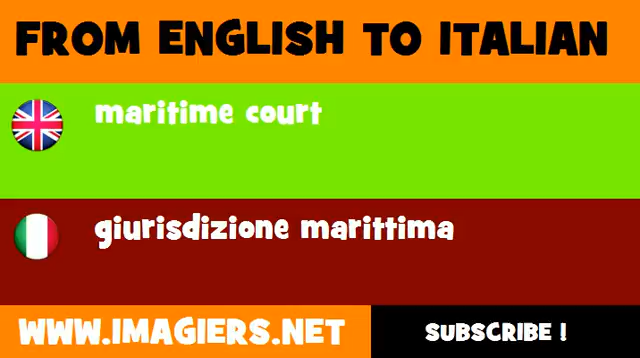 FROM ENGLISH TO ITALIAN
maritime court
giurisdizione marittima
WWW.IMAGIERS.NET
SUBSCRIBE !